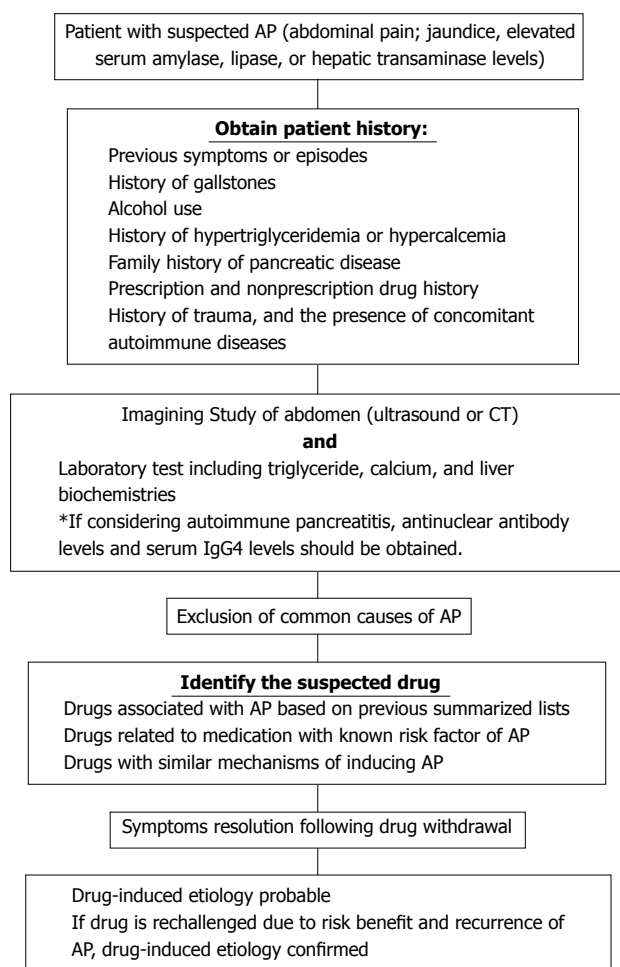 Patient with suspected AP (abdominal pain; jaundice, elevated
serum amylase, lipase, or hepatic transaminase levels)
Obtain patient history:
Previous symptoms or episodes
History of gallstones
Alcohol use
History of hypertriglyceridemia or hypercalcemia
Family history of pancreatic disease
Prescription and nonprescription drug history
History of trauma, and the presence of concomitant
autoimmune diseases
Imagining Study of abdomen (ultrasound or CT)
and
Laboratory test including triglyceride, calcium, and liver
biochemistries
*If considering autoimmune pancreatitis, antinuclear antibody
levels and serum IgG4 levels should be obtained.
Exclusion of common causes of AP
Identify the suspected drug
Drugs associated with AP based on previous summarized lists
Drugs related to medication with known risk factor of AP
Drugs with similar mechanisms of inducing AP
Symptoms resolution following drug withdrawal
Drug-induced etiology probable
If drug is rechallenged due to risk benefit and recurrence of
AP, drug-induced etiology confirmed